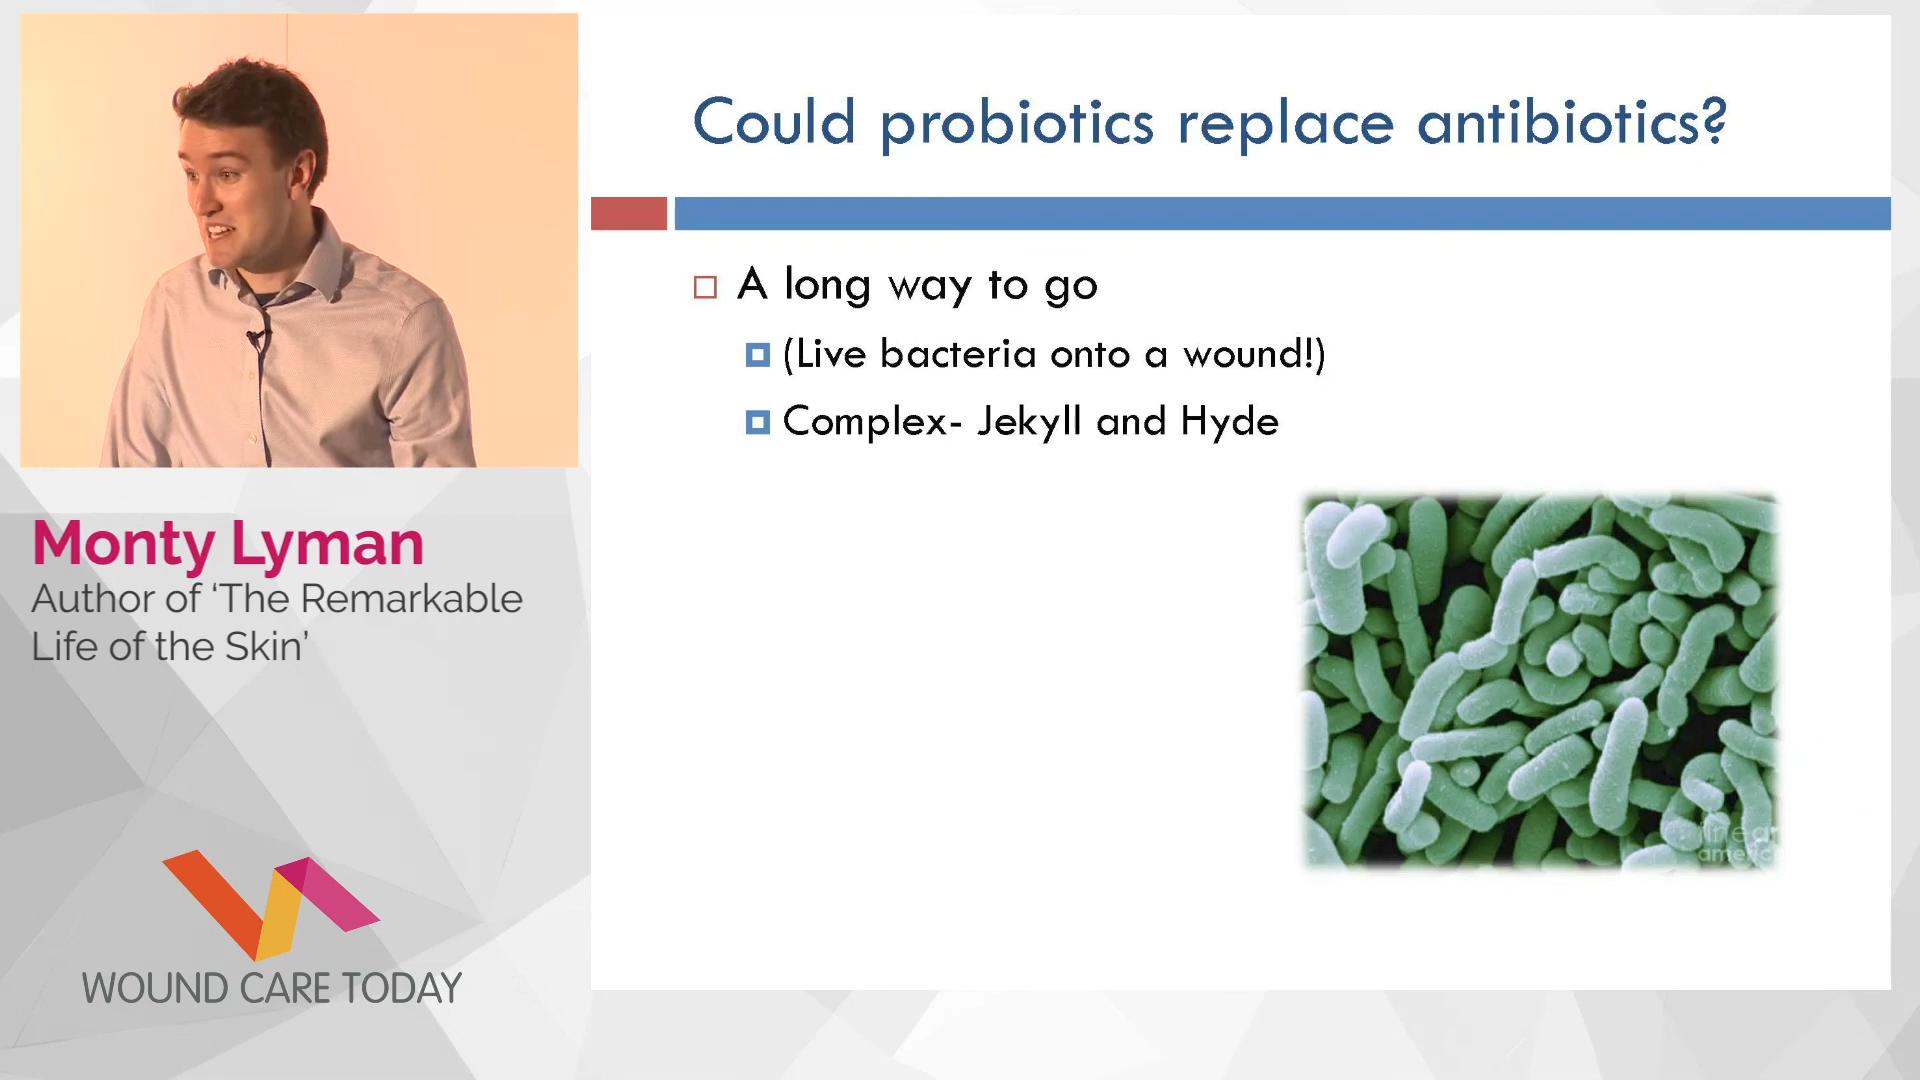 Could probiotics replace antibiotics?
A long way to go
(Live bacteria onto a wound!)
Complex- Jekyll and Hyde
Monty Lyman
Author of ‘The Remarkable
Life of the Skin’
WOUND CARE TODAY